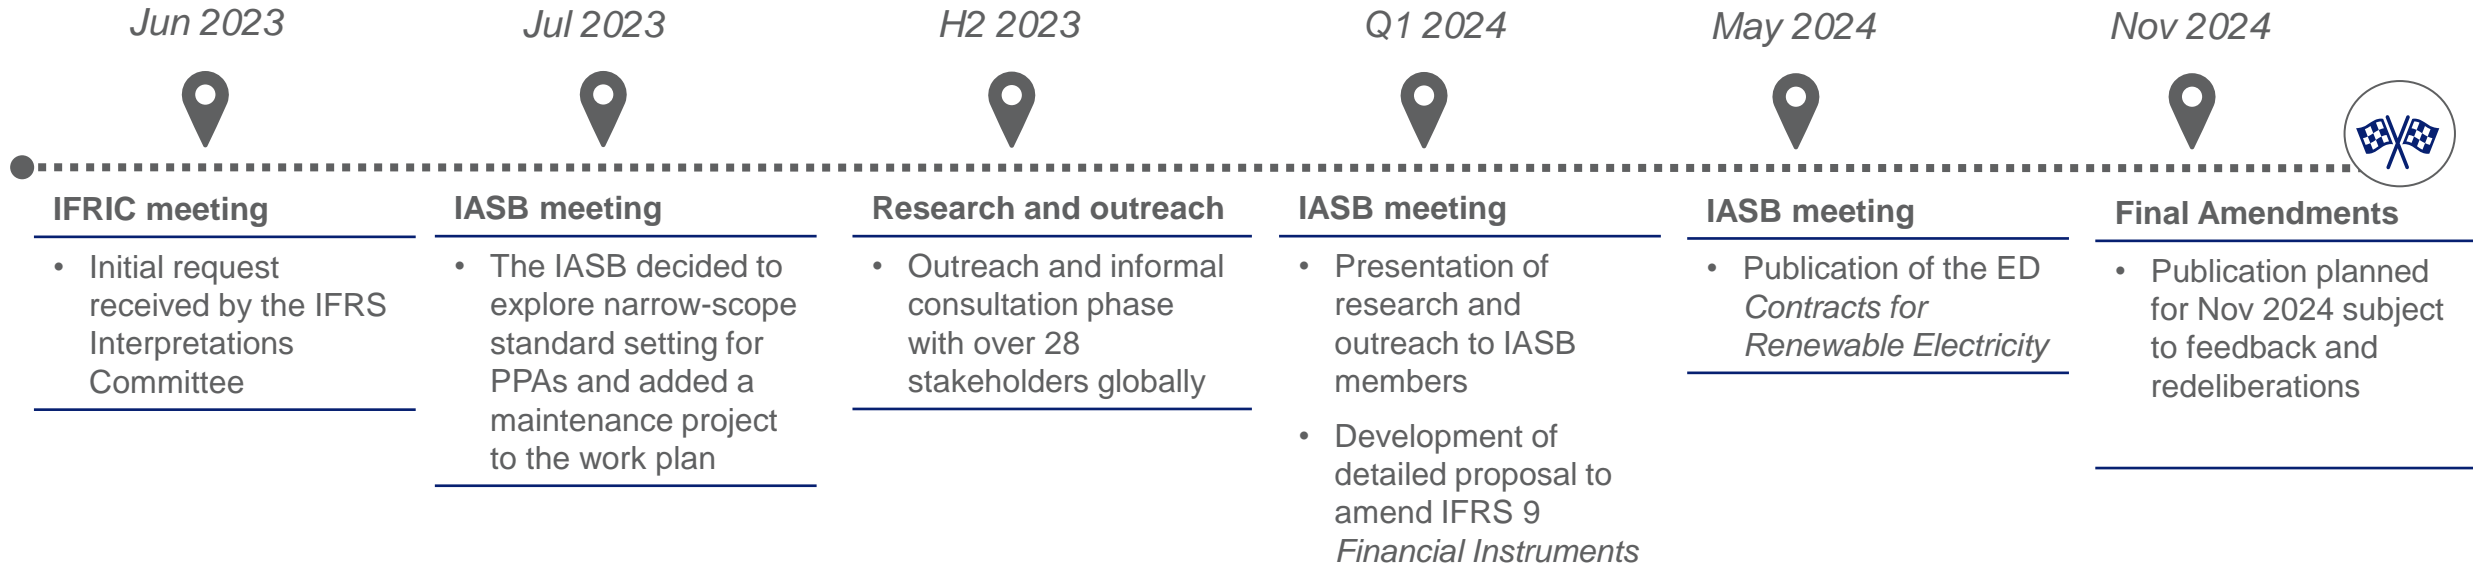 Jun 2023
Jul 2023
H2 2023
Q1 2024
May 2024
Nov 2024
IFRIC meeting
• Initial request
received by the IFRS
Interpretations
Committee
IASB meeting
• The IASB decided to
explore narrow-scope
standard setting for
PPAs and added a
maintenance project
to the work plan
Research and outreach
• Outreach and informal
consultation phase
with over 28
stakeholders globally
IASB meeting
• Presentation of
research and
outreach to IASB
members
• Development of
detailed proposal to
amend IFRS 9
Financial Instruments
IASB meeting
• Publication of the ED
Contracts for
Renewable Electricity
Final Amendments
• Publication planned
for Nov 2024 subject
to feedback and
redeliberations